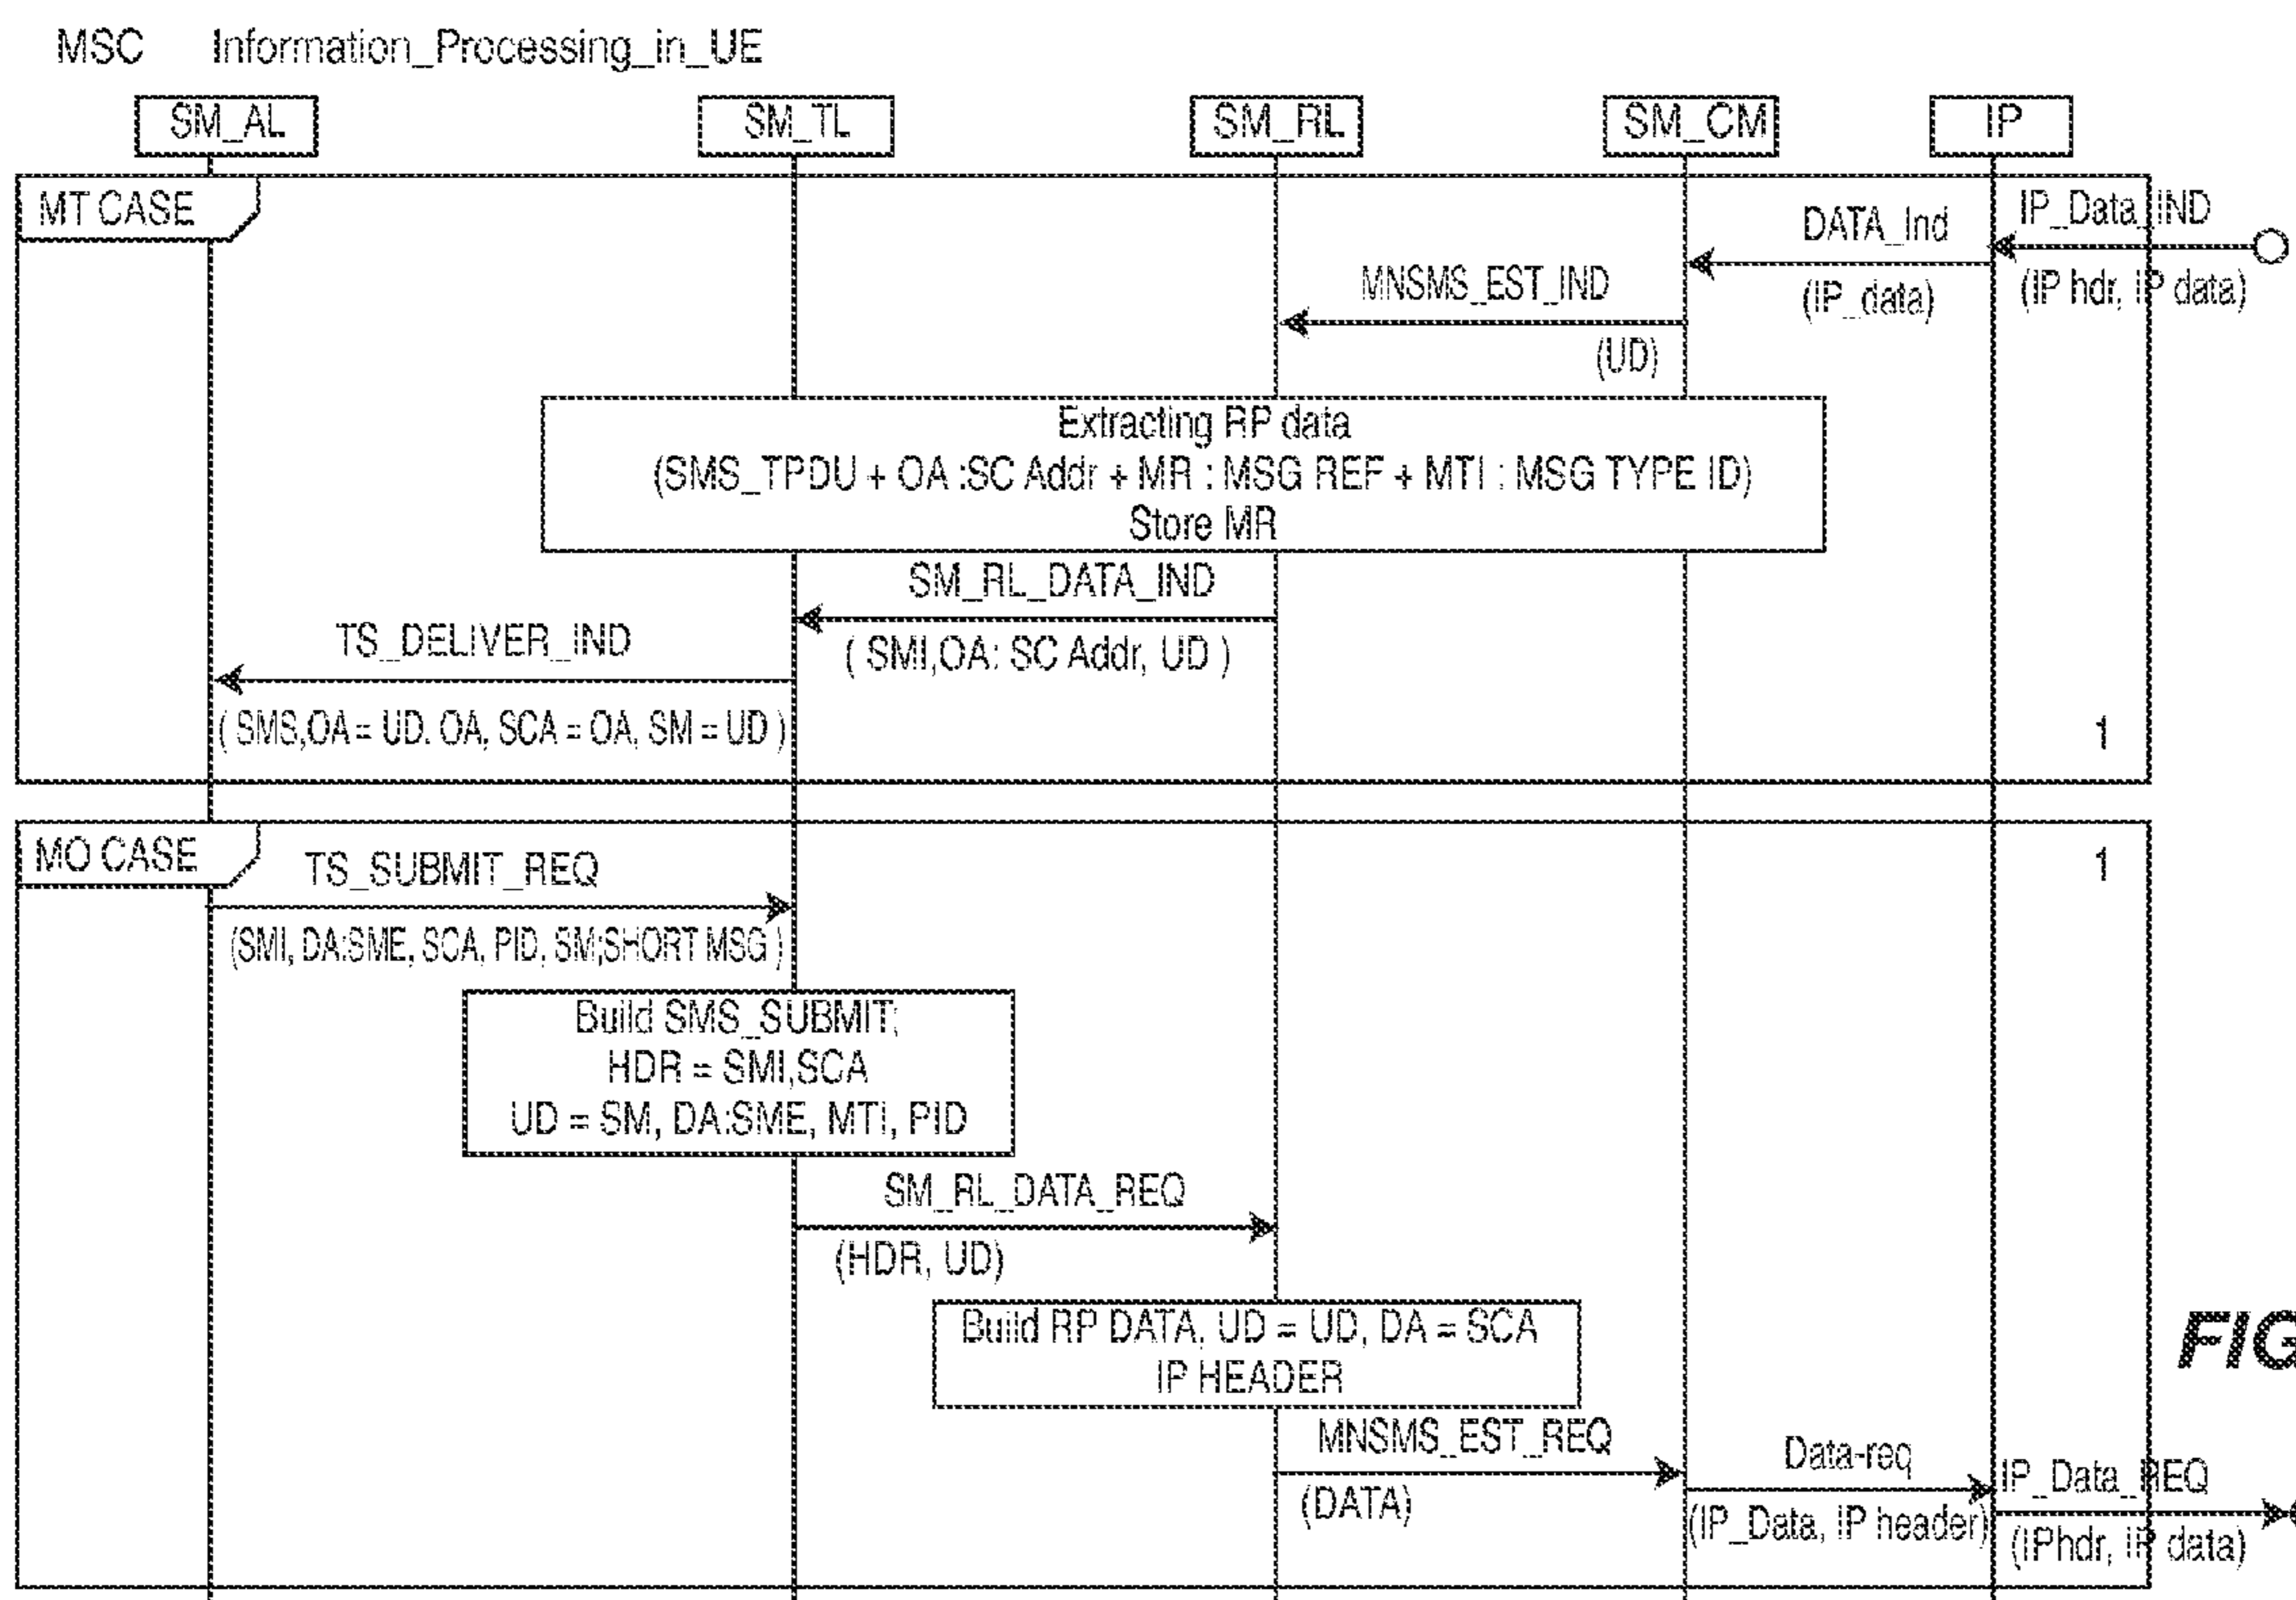 MSC Information_Processing_in_UE
SM_AL SM_TL SM_RL SM_CM IP
MT CASE
IP_Data_IND
DATA_Ind
(IP hdr, IP data)
(IP_data)
MNSMS_EST_IND
(UD)
Extracting RP data
(SMS_TPDU + OA :SC Addr + MR : MSG REF + MTI : MSG TYPE ID)
Store MR
SM_RL_DATA_IND
( SMI,OA: SC Addr, UD )
TS_DELIVER_IND
( SMS,OA = UD. OA, SCA = OA, SM = UD )
1
MO CASE
1
TS_SUBMIT_REQ
(SMI, DA:SME, SCA, PID, SM;SHORT MSG )
Build SMS_SUBMIT;
HDR = SMI,SCA
UD = SM, DA:SME, MTI, PID
SM_RL_DATA_REQ
(HDR, UD)
Build RP DATA, UD = UD, DA = SCA
IP HEADER
FIG
MNSMS_EST_REQ
(DATA)
Data-req
(IP_Data, IP header)
IP_Data_REQ
(IPhdr, IP data)